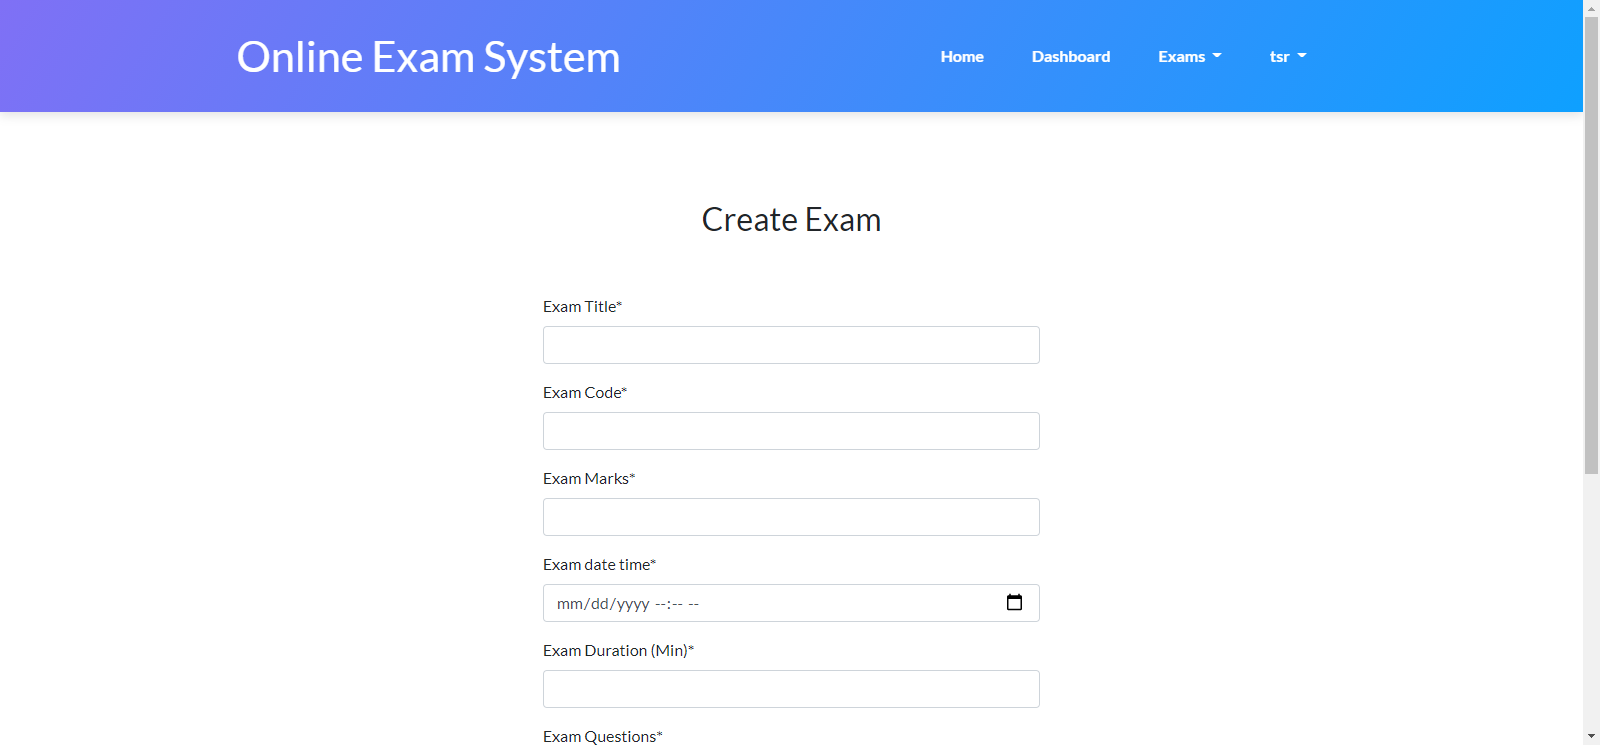 Online Exam System
Home Dashboard Exams tsr
Create Exam
Exam Title*
Exam Code*
Exam Marks*
Exam date time*
mm/dd/yyyy --:-- --
Exam Duration (Min)*
Exam Questions*